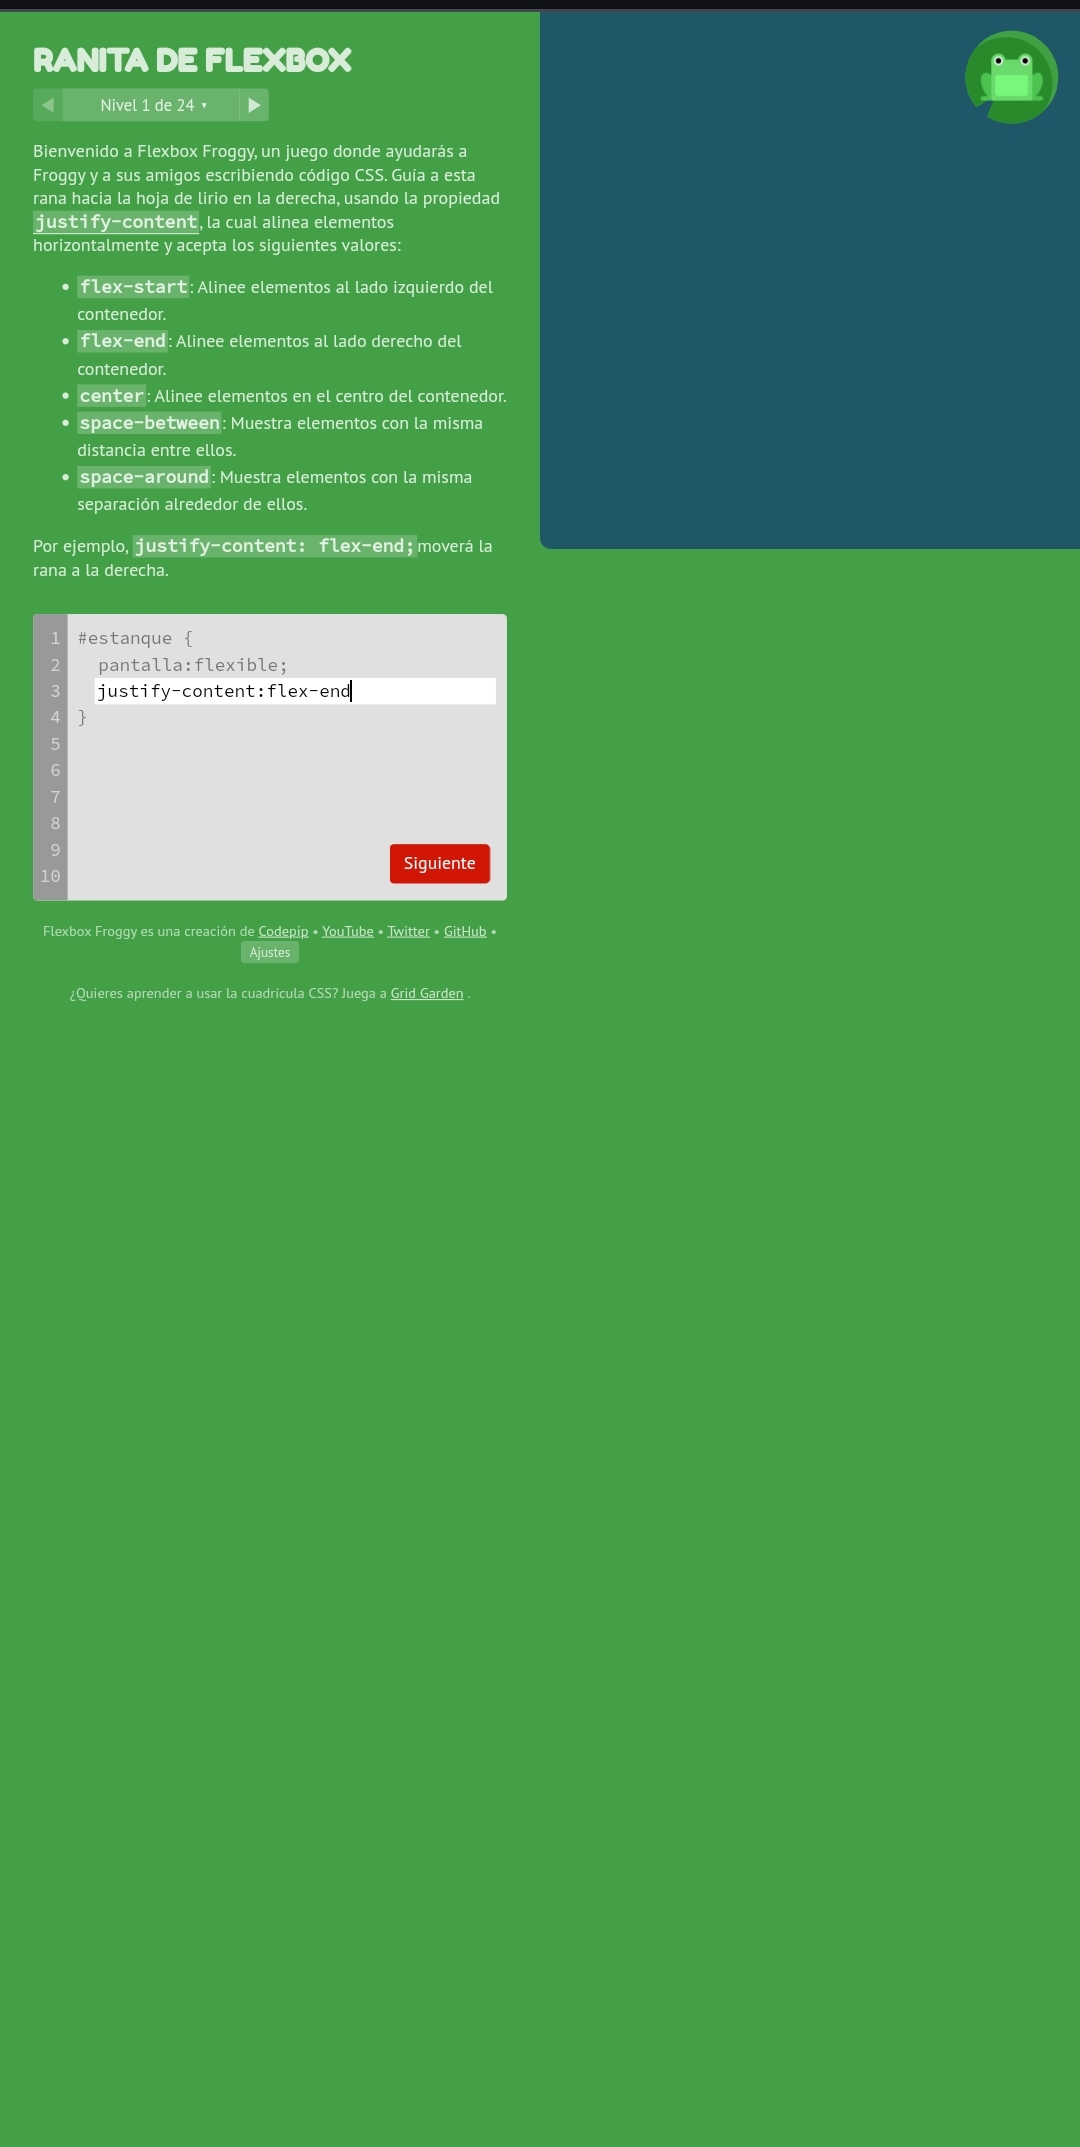 RANITA DE FLEXBOX
Nivel 1 de 24 ▾
Bienvenido a Flexbox Froggy, un juego donde ayudarás a
Froggy y a sus amigos escribiendo código CSS. Guía a esta
rana hacia la hoja de lirio en la derecha, usando la propiedad
justify-content, la cual alinea elementos
horizontalmente y acepta los siguientes valores:
• flex-start: Alinee elementos al lado izquierdo del
contenedor.
• flex-end: Alinee elementos al lado derecho del
contenedor.
• center: Alinee elementos en el centro del contenedor.
• space-between: Muestra elementos con la misma
distancia entre ellos.
• space-around: Muestra elementos con la misma
separación alrededor de ellos.
Por ejemplo, justify-content: flex-end; moverá la
rana a la derecha.
1 #estanque {
2 pantalla:flexible;
3 justify-content:flex-end
4 }
5
6
7
8
9
10
Siguiente
Flexbox Froggy es una creación de Codepip • YouTube • Twitter • GitHub •
Ajustes
¿Quieres aprender a usar la cuadrícula CSS? Juega a Grid Garden .